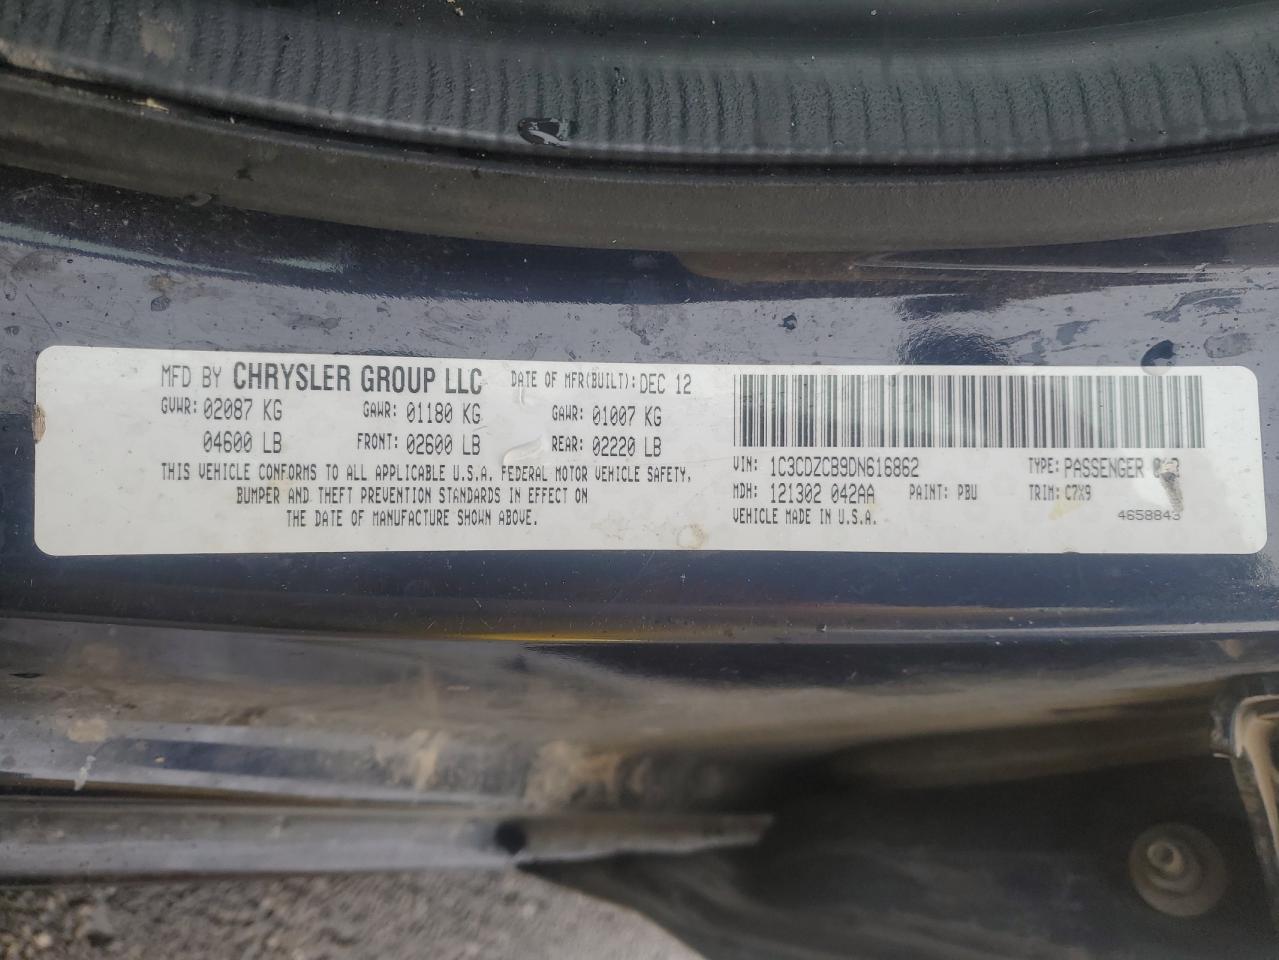 MFD BY CHRYSLER GROUP LLC DATE OF MFR(BUILT): DEC 12
GVWR: 02087 KG GAWR: 01180 KG GAWR: 01007 KG
04600 LB FRONT: 02600 LB REAR: 02220 LB
THIS VEHICLE CONFORMS TO ALL APPLICABLE U.S.A. FEDERAL MOTOR VEHICLE SAFETY,
BUMPER AND THEFT PREVENTION STANDARDS IN EFFECT ON
THE DATE OF MANUFACTURE SHOWN ABOVE.
VIN: 1C3CDZCB9DN616862 TYPE: PASSENGER
MDH: 121302 042AA PAINT: PBU TRIM: C7X9
VEHICLE MADE IN U.S.A. 4658843